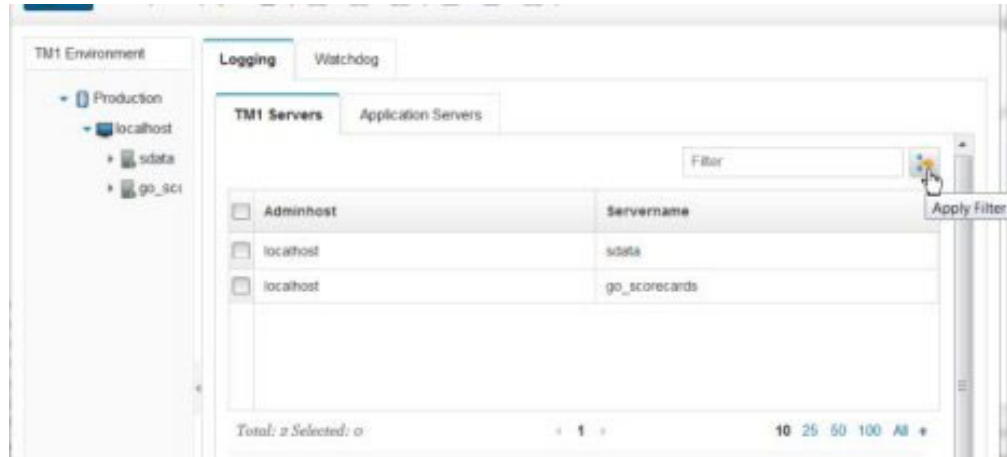 TM1 Environment
Logging
Watchdog
Production
TM1 Servers
Application Servers
localhost
sdata
Filter
go_sc
Apply Filter
Adminhost
Servername
localhost
sdata
localhost
go_scorecards
Total: 2 Selected: 0
1
10 25 50 100 All